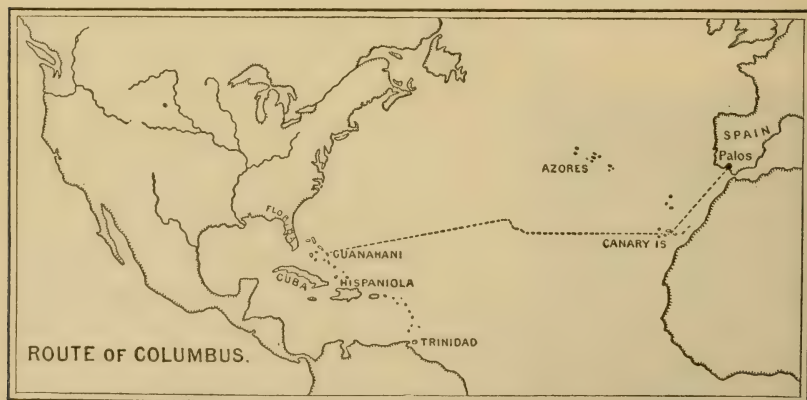 SPAIN
Palos
AZORES
FLORIDA
CANARY IS
GUANAHANI
CUBA
HISPANIOLA
TRINIDAD
ROUTE OF COLUMBUS.